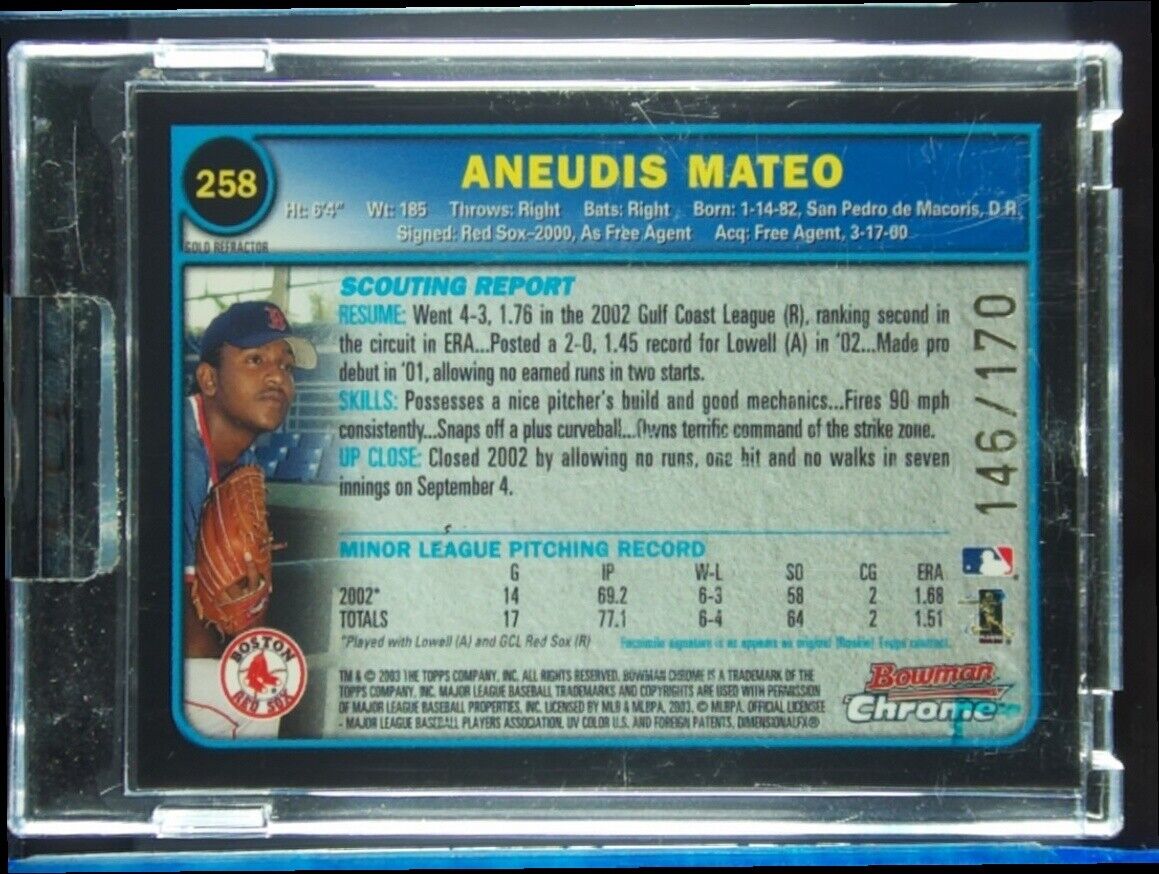 258
ANEUDIS MATEO
Ht: 6'4" Wt: 185 Throws: Right Bats: Right Born: 1-14-82, San Pedro de Macoris, D.R.
Signed: Red Sox–2000, As Free Agent Acq: Free Agent, 3-17-00
GOLD REFRACTOR
SCOUTING REPORT
RESUME: Went 4-3, 1.76 in the 2002 Gulf Coast League (R), ranking second in
the circuit in ERA...Posted a 2-0, 1.45 record for Lowell (A) in '02...Made pro
debut in '01, allowing no earned runs in two starts.
SKILLS: Possesses a nice pitcher's build and good mechanics...Fires 90 mph
consistently...Snaps off a plus curveball...Owns terrific command of the strike zone.
UP CLOSE: Closed 2002 by allowing no runs, one hit and no walks in seven
innings on September 4.
146/170
MINOR LEAGUE PITCHING RECORD
G IP W-L SO CG ERA
2002* 14 69.2 6-3 58 2 1.68
TOTALS 17 77.1 6-4 64 2 1.51
*Played with Lowell (A) and GCL Red Sox (R) Facsimile signature is as appears on original (Rookie) Topps contract.
BOSTON
RED SOX
TM & © 2003 THE TOPPS COMPANY, INC. ALL RIGHTS RESERVED. BOWMAN CHROME IS A TRADEMARK OF THE
TOPPS COMPANY, INC. MAJOR LEAGUE BASEBALL TRADEMARKS AND COPYRIGHTS ARE USED WITH PERMISSION
OF MAJOR LEAGUE BASEBALL PROPERTIES, INC. LICENSED BY MLB & MLBPA, 2003. © MLBPA. OFFICIAL LICENSEE
- MAJOR LEAGUE BASEBALL PLAYERS ASSOCIATION. UV COLOR U.S. AND FOREIGN PATENTS. DIMENSIONALFX®
Bowman
Chrome